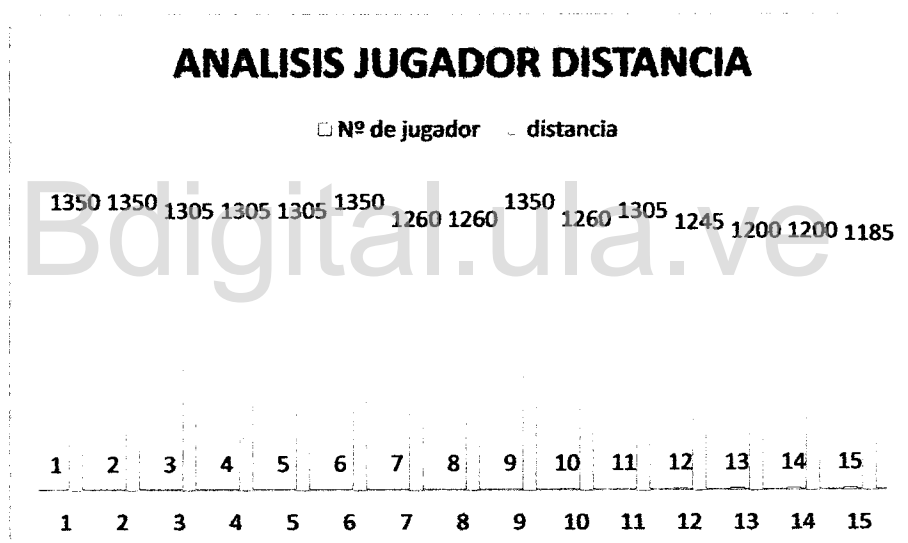 ANALISIS JUGADOR DISTANCIA
Nº de jugador distancia
1350 1350 1305 1305 1305 1350 1260 1260 1350 1260 1305 1245 1200 1200 1185
Bdigital.ula.ve
1 2 3 4 5 6 7 8 9 10 11 12 13 14 15
1 2 3 4 5 6 7 8 9 10 11 12 13 14 15